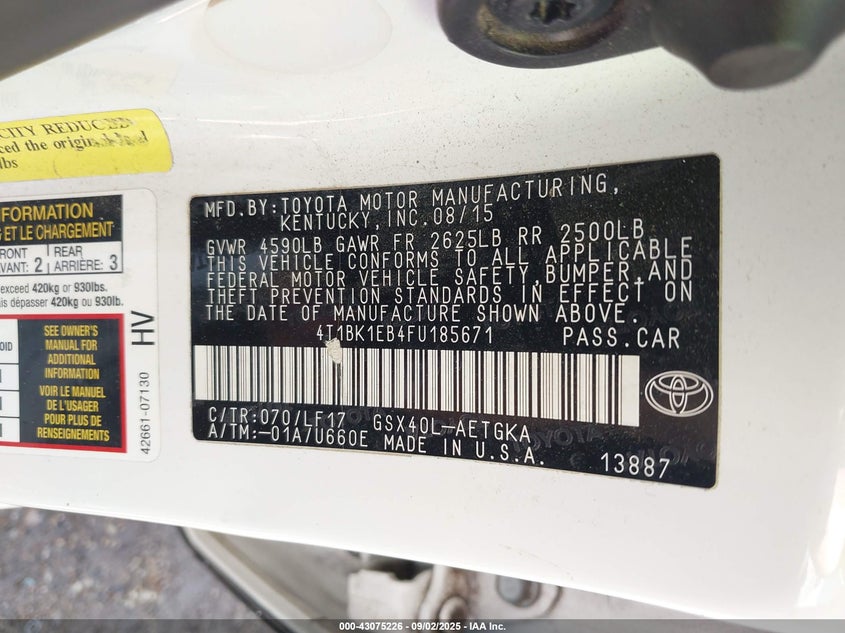 CITY REDUCED
ced the original load
lbs
NFORMATION
G ET LE CHARGEMENT
FRONT
AVANT: 2
REAR
ARRIÈRE: 3
exceed 420kg or 930lbs.
ais dépasser 420kg ou 930lb.
SEE OWNER'S
MANUAL FOR
ADDITIONAL
INFORMATION
VOIR LE MANUEL
DE L'USAGER
POUR PLUS DE
RENSEIGNEMENTS
HV
42661-07130
MFD.BY:TOYOTA MOTOR MANUFACTURING,
KENTUCKY,INC.08/15
GVWR 4590LB GAWR FR 2625LB RR 2500LB
THIS VEHICLE CONFORMS TO ALL APPLICABLE
FEDERAL MOTOR VEHICLE SAFETY,BUMPER,AND
THEFT PREVENTION STANDARDS IN EFFECT ON
THE DATE OF MANUFACTURE SHOWN ABOVE.
4T1BK1EB4FU185671 PASS.CAR
C/TR:070/LF17 GSX40L-AETGKA
A/TM:-01A/U660E MADE IN U.S.A.
13887
000-43075226 - 09/02/2025 - IAA Inc.